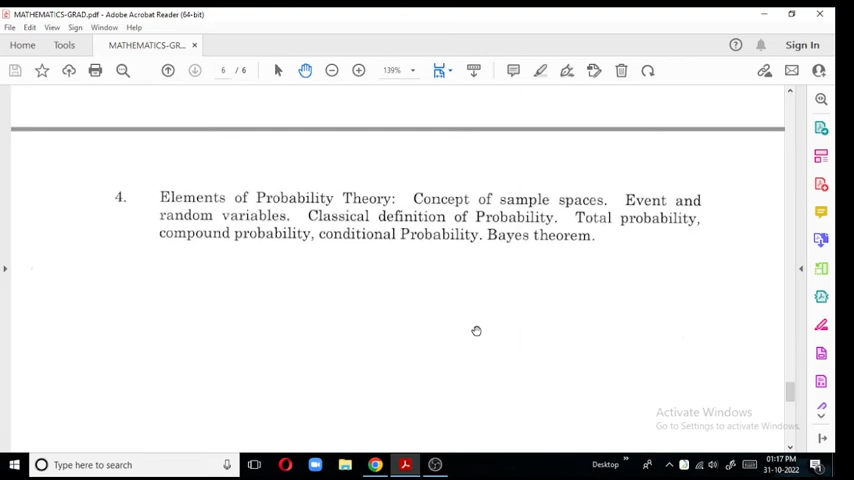 MATHEMATICS-GRAD.pdf - Adobe Acrobat Reader (64-bit)
File Edit View Sign Window Help
Home Tools MATHEMATICS-GR... × Sign In
6 / 6 139%
4. Elements of Probability Theory: Concept of sample spaces. Event and
random variables. Classical definition of Probability. Total probability,
compound probability, conditional Probability. Bayes theorem.
Activate Windows
Go to Settings to activate Windows.
Type here to search
Desktop
01:17 PM
31-10-2022